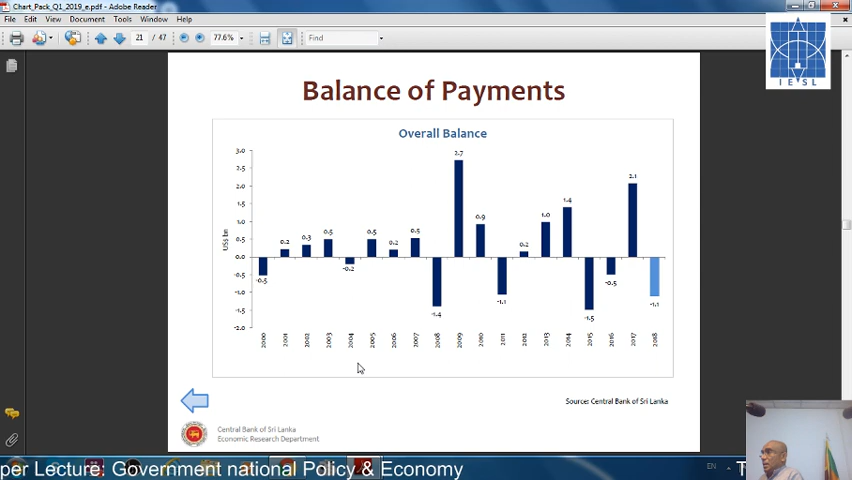 Chart_Pack_Q1_2019_e.pdf - Adobe Reader
File Edit View Document Tools Window Help
21 / 47 77.6% Find
IESL
Balance of Payments
Overall Balance
US$ bn
3.0
2.5
2.0
1.5
1.0
0.5
0.0
-0.5
-1.0
-1.5
-2.0
-0.5 0.2 0.3 0.5 -0.2 0.5 0.2 0.5 -1.4 2.7 0.9 -1.1 0.2 1.0 1.4 -1.5 -0.5 2.1 -1.1
2000 2001 2002 2003 2004 2005 2006 2007 2008 2009 2010 2011 2012 2013 2014 2015 2016 2017 2018
Source: Central Bank of Sri Lanka
Central Bank of Sri Lanka
Economic Research Department
per Lecture: Government national Policy & Economy
EN